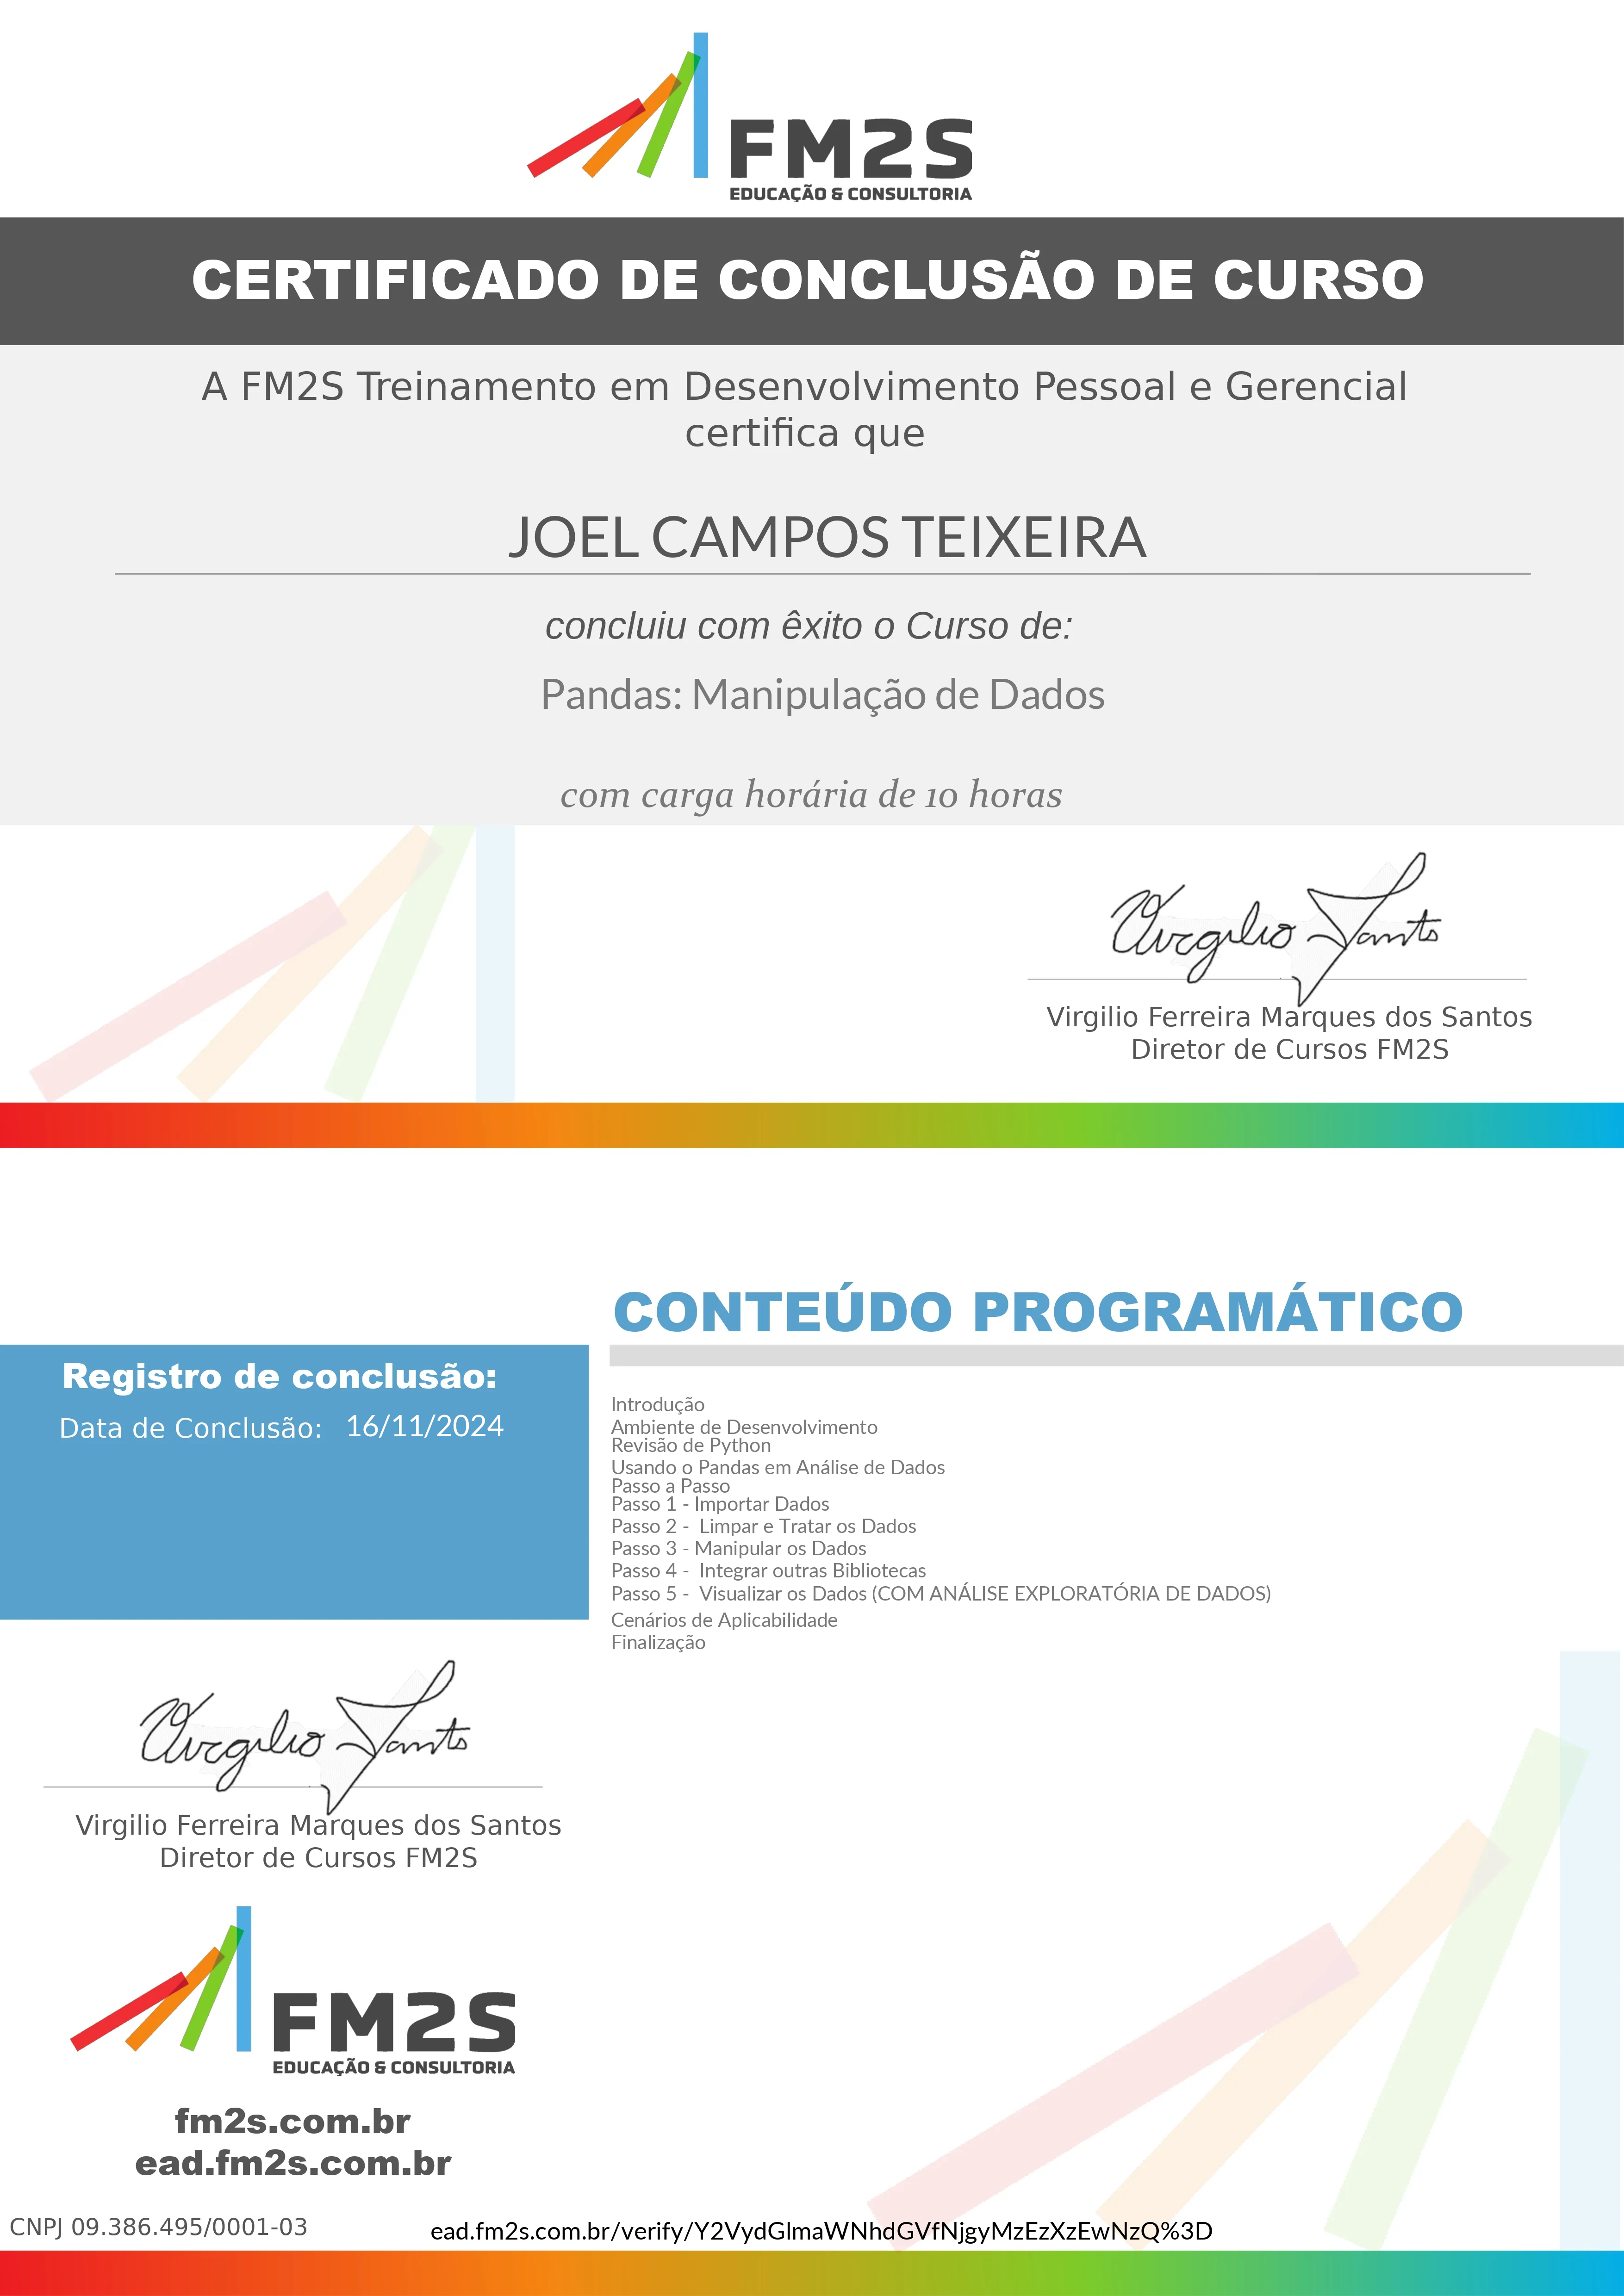 FM2S
EDUCAÇÃO & CONSULTORIA
CERTIFICADO DE CONCLUSÃO DE CURSO
A FM2S Treinamento em Desenvolvimento Pessoal e Gerencial
certifica que
JOEL CAMPOS TEIXEIRA
concluiu com êxito o Curso de:
Pandas: Manipulação de Dados
com carga horária de 10 horas
Virgilio Santo
Virgilio Ferreira Marques dos Santos
Diretor de Cursos FM2S
CONTEÚDO PROGRAMÁTICO
Registro de conclusão:
Data de Conclusão: 16/11/2024
Introdução
Ambiente de Desenvolvimento
Revisão de Python
Usando o Pandas em Análise de Dados
Passo a Passo
Passo 1 - Importar Dados
Passo 2 -  Limpar e Tratar os Dados
Passo 3 - Manipular os Dados
Passo 4 -  Integrar outras Bibliotecas
Passo 5 -  Visualizar os Dados (COM ANÁLISE EXPLORATÓRIA DE DADOS)
Cenários de Aplicabilidade
Finalização
Virgilio Santo
Virgilio Ferreira Marques dos Santos
Diretor de Cursos FM2S
FM2S
EDUCAÇÃO & CONSULTORIA
fm2s.com.br
ead.fm2s.com.br
CNPJ 09.386.495/0001-03
ead.fm2s.com.br/verify/Y2VydGlmaWNhdGVfNjgyMzEzXzEwNzQ%3D